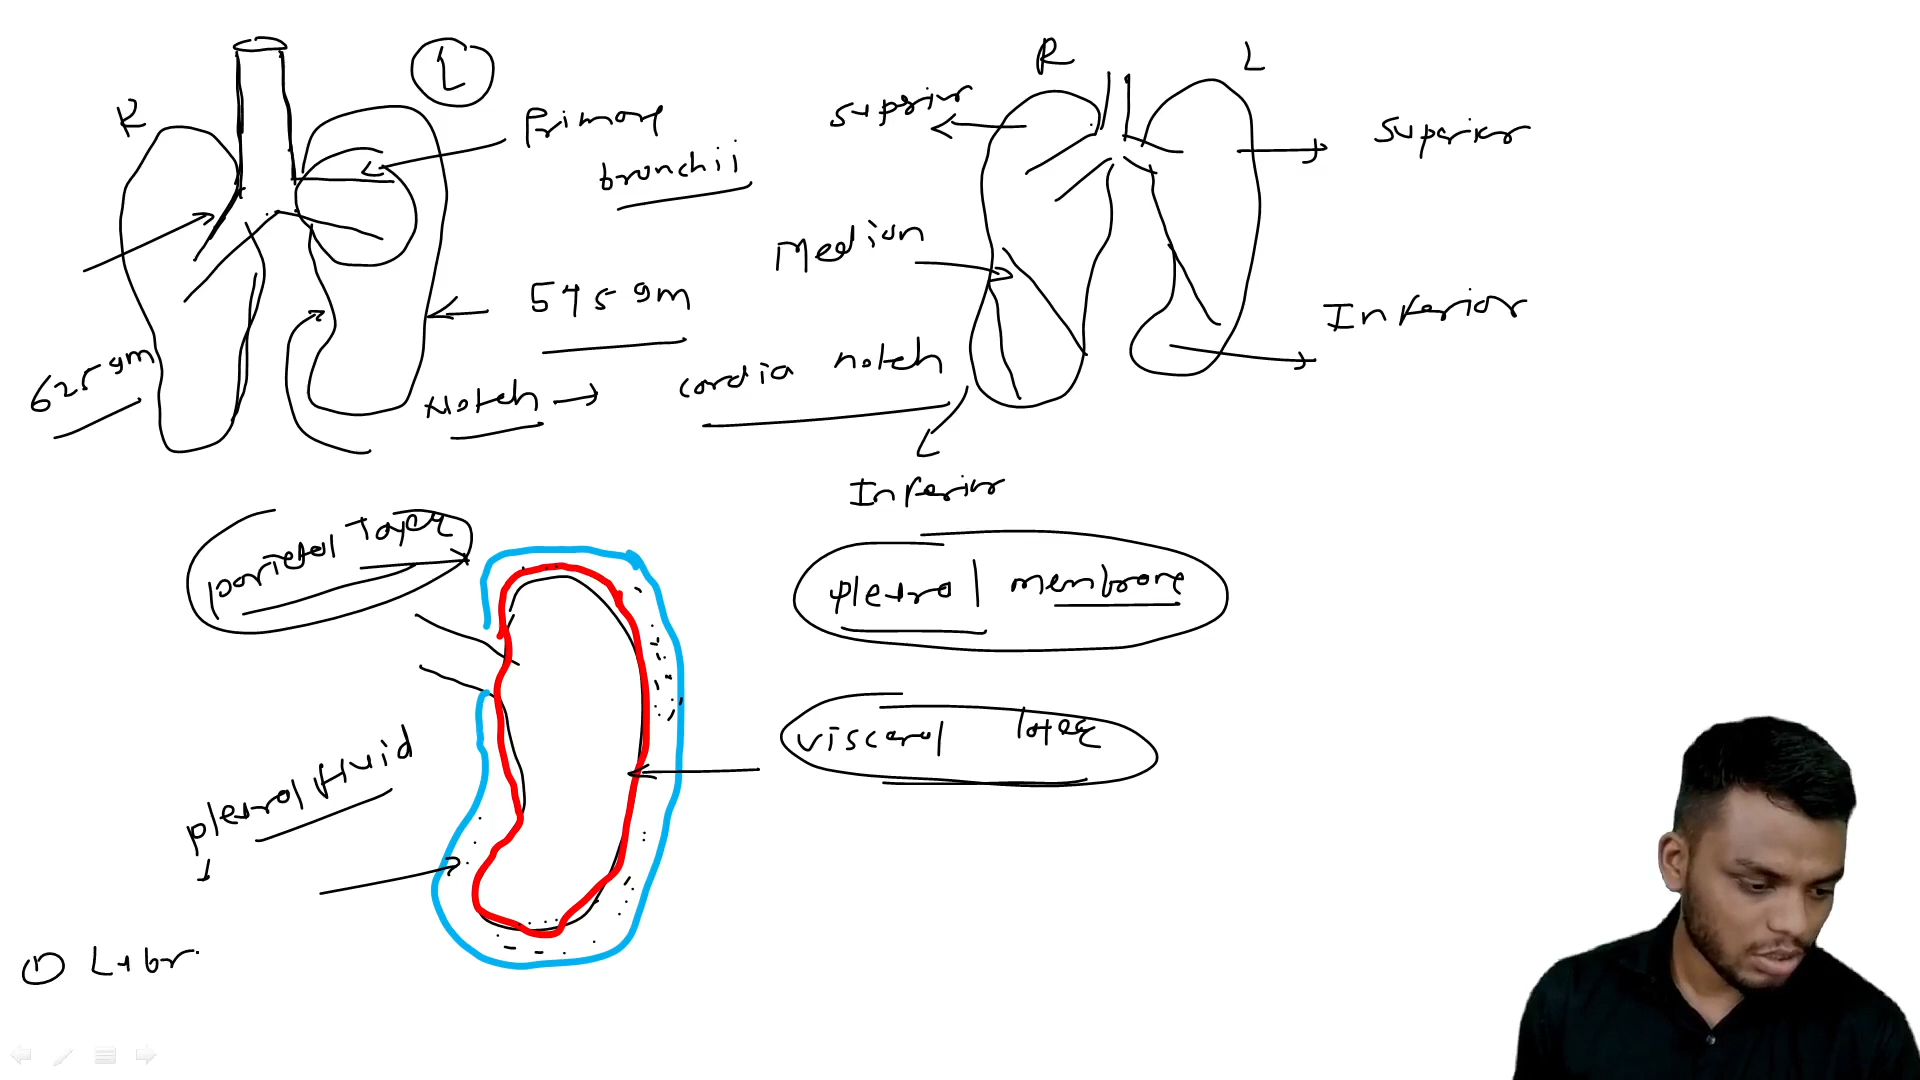 R
L
Primary
bronchii
545 gm
625 gm
Notch → cardia notch
R
L
Superior
Superior
Median
Inferior
Inferior
parietal layer
pleural membrane
visceral layer
pleural fluid
① Lubr